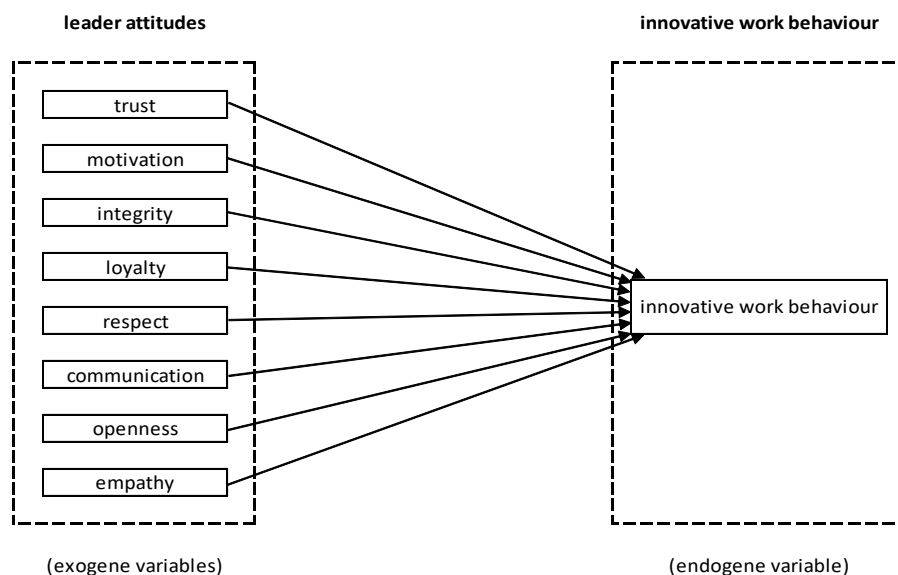 leader attitudes
innovative work behaviour
trust
motivation
integrity
loyalty
respect
communication
openness
empathy
innovative work behaviour
(exogene variables)
(endogene variable)